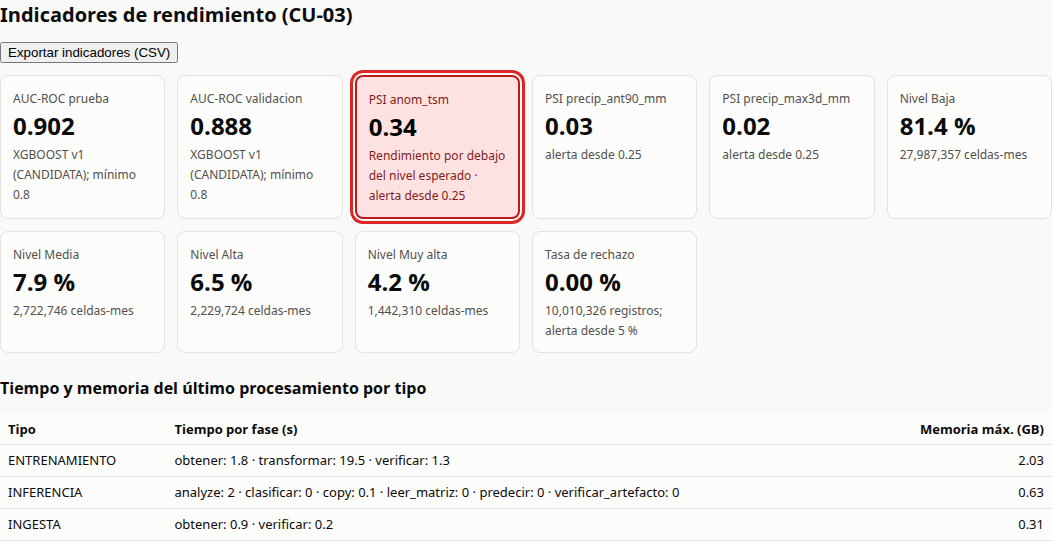 Indicadores de rendimiento (CU-03)
Exportar indicadores (CSV)
AUC-ROC prueba
0.902
XGBOOST v1
(CANDIDATA); mínimo
0.8
AUC-ROC validacion
0.888
XGBOOST v1
(CANDIDATA); mínimo
0.8
PSI anom_tsm
0.34
Rendimiento por debajo
del nivel esperado ·
alerta desde 0.25
PSI precip_ant90_mm
0.03
alerta desde 0.25
PSI precip_max3d_mm
0.02
alerta desde 0.25
Nivel Baja
81.4 %
27,987,357 celdas-mes
Nivel Media
7.9 %
2,722,746 celdas-mes
Nivel Alta
6.5 %
2,229,724 celdas-mes
Nivel Muy alta
4.2 %
1,442,310 celdas-mes
Tasa de rechazo
0.00 %
10,010,326 registros;
alerta desde 5 %
Tiempo y memoria del último procesamiento por tipo
Tipo Tiempo por fase (s) Memoria máx. (GB)
ENTRENAMIENTO obtener: 1.8 · transformar: 19.5 · verificar: 1.3 2.03
INFERENCIA analyze: 2 · clasificar: 0 · copy: 0.1 · leer_matriz: 0 · predecir: 0 · verificar_artefacto: 0 0.63
INGESTA obtener: 0.9 · verificar: 0.2 0.31